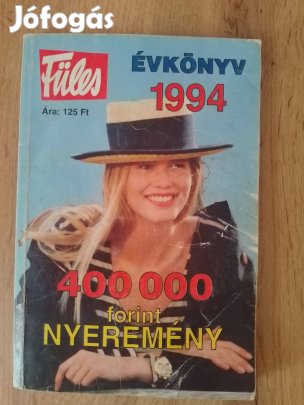 Jófogás
Füles
ÉVKÖNYV
1994
Ára: 125 Ft
400 000
forint
NYEREMÉNY